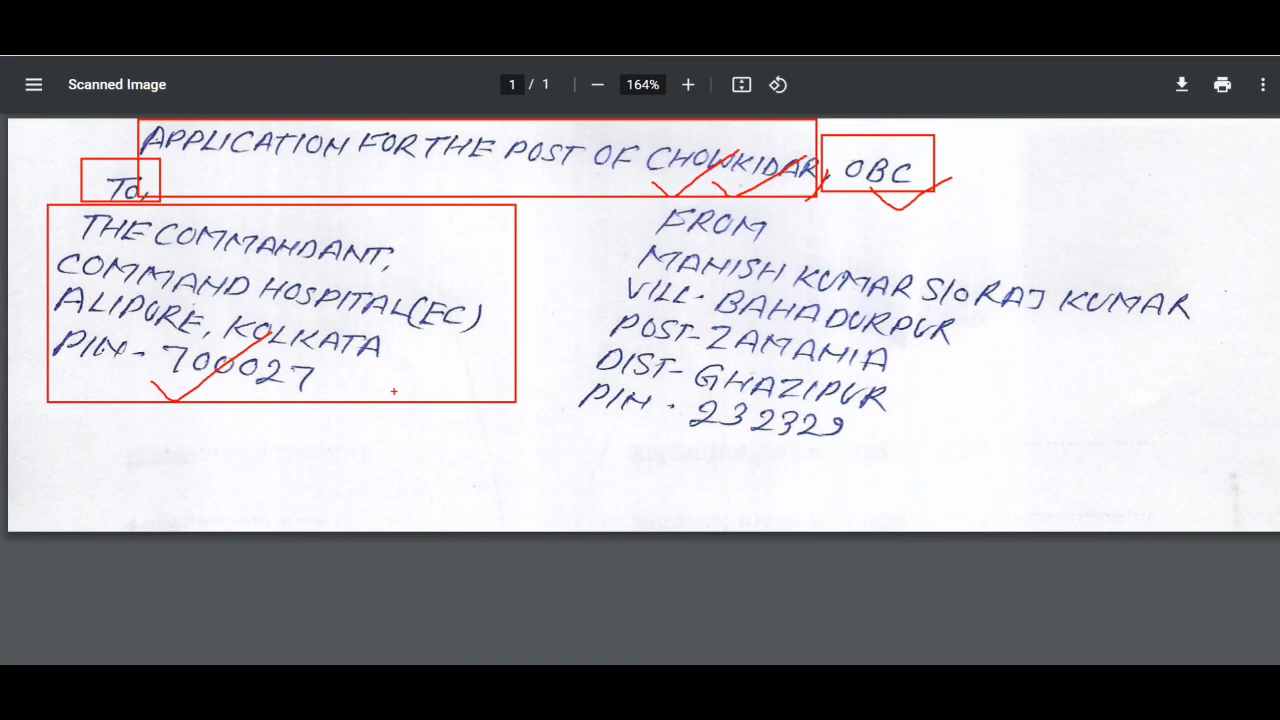 Scanned Image
1 / 1
164%
APPLICATION FOR THE POST OF CHOWKIDAR, OBC
To,
THE COMMANDANT,
COMMAND HOSPITAL (EC)
ALIPURE, KOLKATA
PIN - 700027
FROM
MANISH KUMAR S/O RAJ KUMAR
VILL - BAHADURPUR
POST - ZAMANIA
DIST - GHAZIPUR
PIN - 232329